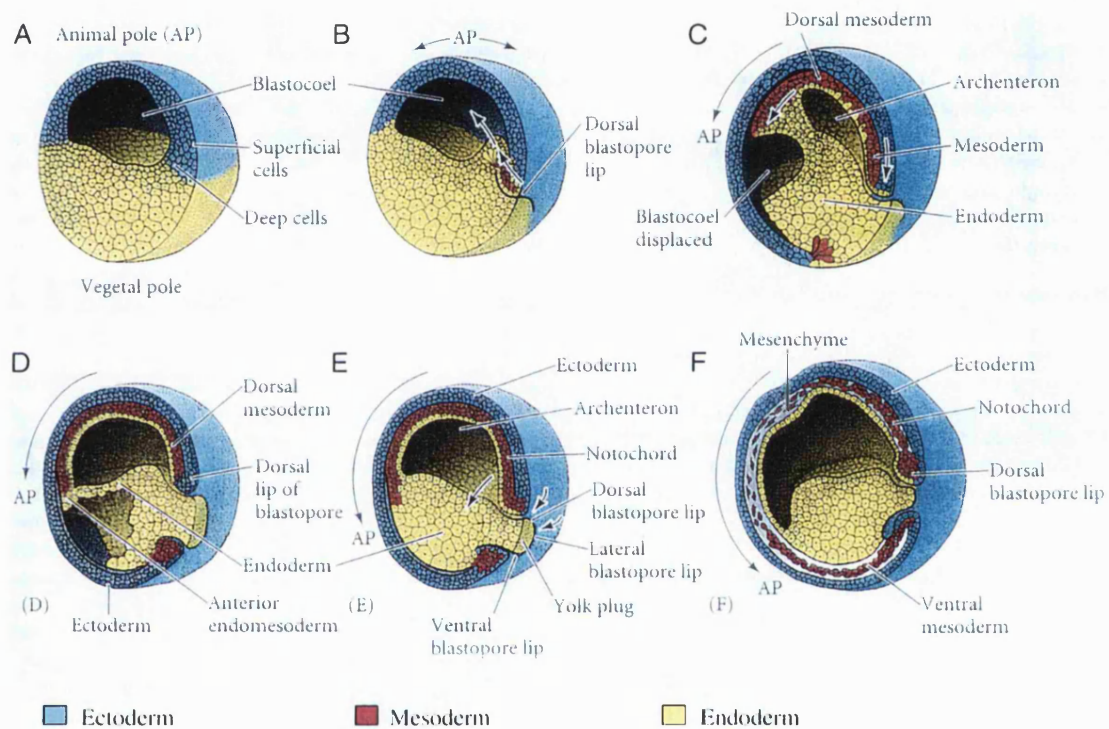 A
Animal pole (AP)
Blastocoel
Superficial
cells
Deep cells
Vegetal pole
B
AP
Dorsal
blastopore
lip
C
Dorsal mesoderm
Archenteron
AP
Mesoderm
Blastocoel
displaced
Endoderm
D
Dorsal
mesoderm
AP
Dorsal
lip of
blastopore
Endoderm
(D)
Ectoderm
Anterior
endomesoderm
E
Ectoderm
Archenteron
Notochord
Dorsal
blastopore lip
AP
Lateral
blastopore lip
(E)
Yolk plug
Ventral
blastopore lip
F
Mesenchyme
Ectoderm
Notochord
Dorsal
blastopore lip
AP
(F)
Ventral
mesoderm
Ectoderm
Mesoderm
Endoderm